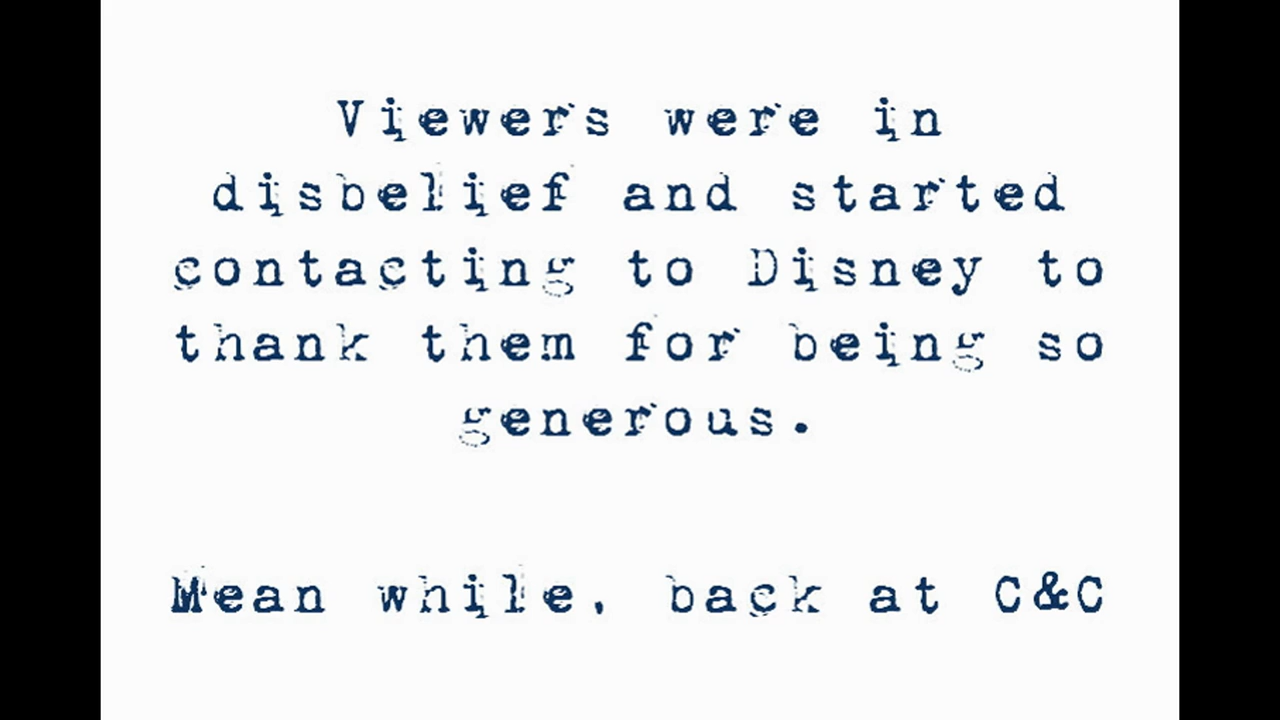 Viewers were in
disbelief and started
contacting to Disney to
thank them for being so
generous.
Mean while, back at C&C